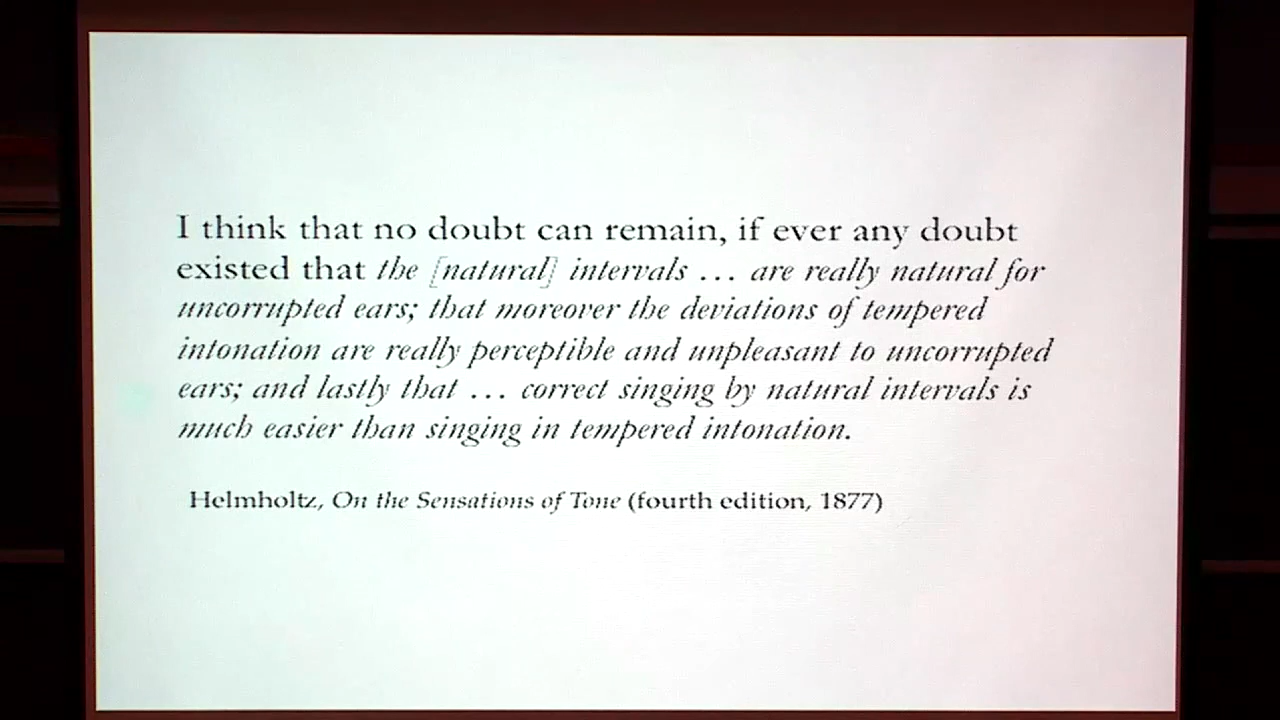 I think that no doubt can remain, if ever any doubt
existed that the [natural] intervals … are really natural for
uncorrupted ears; that moreover the deviations of tempered
intonation are really perceptible and unpleasant to uncorrupted
ears; and lastly that … correct singing by natural intervals is
much easier than singing in tempered intonation.
Helmholtz, On the Sensations of Tone (fourth edition, 1877)